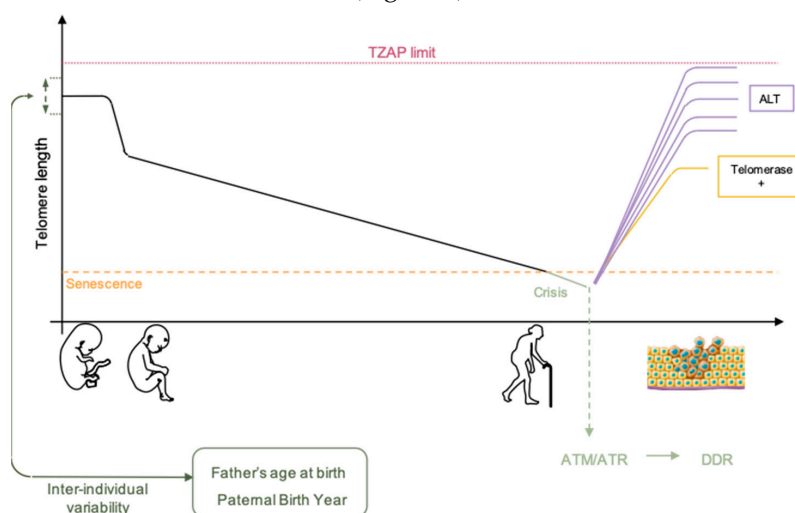 TZAP limit
ALT
Telomere length
Telomerase
+
Senescence
Crisis
ATM/ATR
DDR
Father's age at birth
Paternal Birth Year
Inter-individual
variability